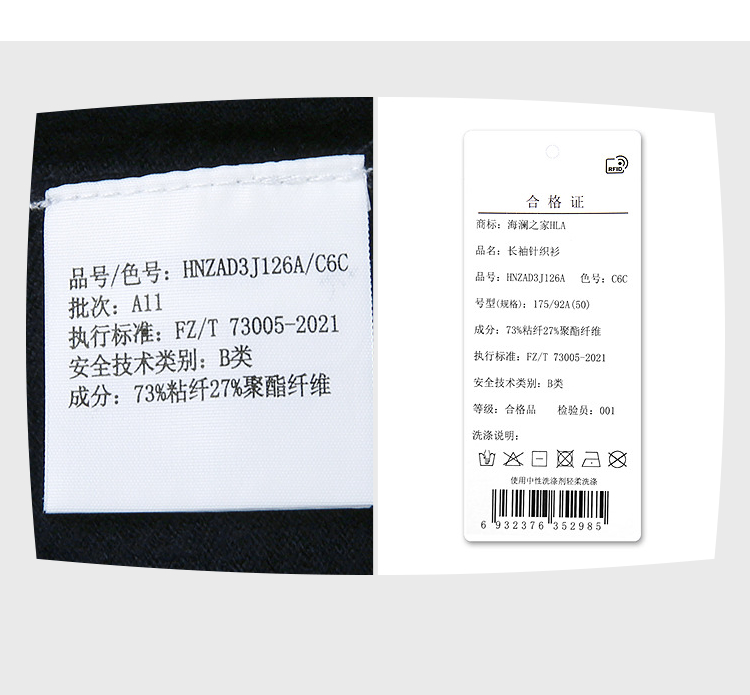 品号/色号：HNZAD3J126A/C6C
批次：A11
执行标准：FZ/T 73005-2021
安全技术类别：B类
成分：73%粘纤27%聚酯纤维
RFID
合格证
商标：海澜之家HLA
品名：长袖针织衫
品号：HNZAD3J126A 色号：C6C
号型(规格)：175/92A(50)
成分：73%粘纤27%聚酯纤维
执行标准：FZ/T 73005-2021
安全技术类别：B类
等级：合格品 检验员：001
洗涤说明：
使用中性洗涤剂轻柔洗涤
6 932376 352985